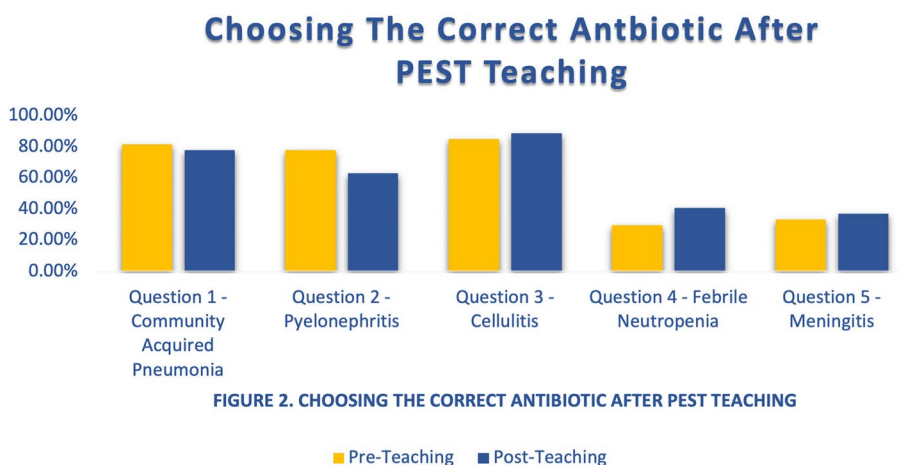 Choosing The Correct Antbiotic After
PEST Teaching
100.00%
80.00%
60.00%
40.00%
20.00%
0.00%
Question 1 -
Community
Acquired
Pneumonia
Question 2 -
Pyelonephritis
Question 3 -
Cellulitis
Question 4 - Febrile
Neutropenia
Question 5 -
Meningitis
FIGURE 2. CHOOSING THE CORRECT ANTIBIOTIC AFTER PEST TEACHING
Pre-Teaching Post-Teaching